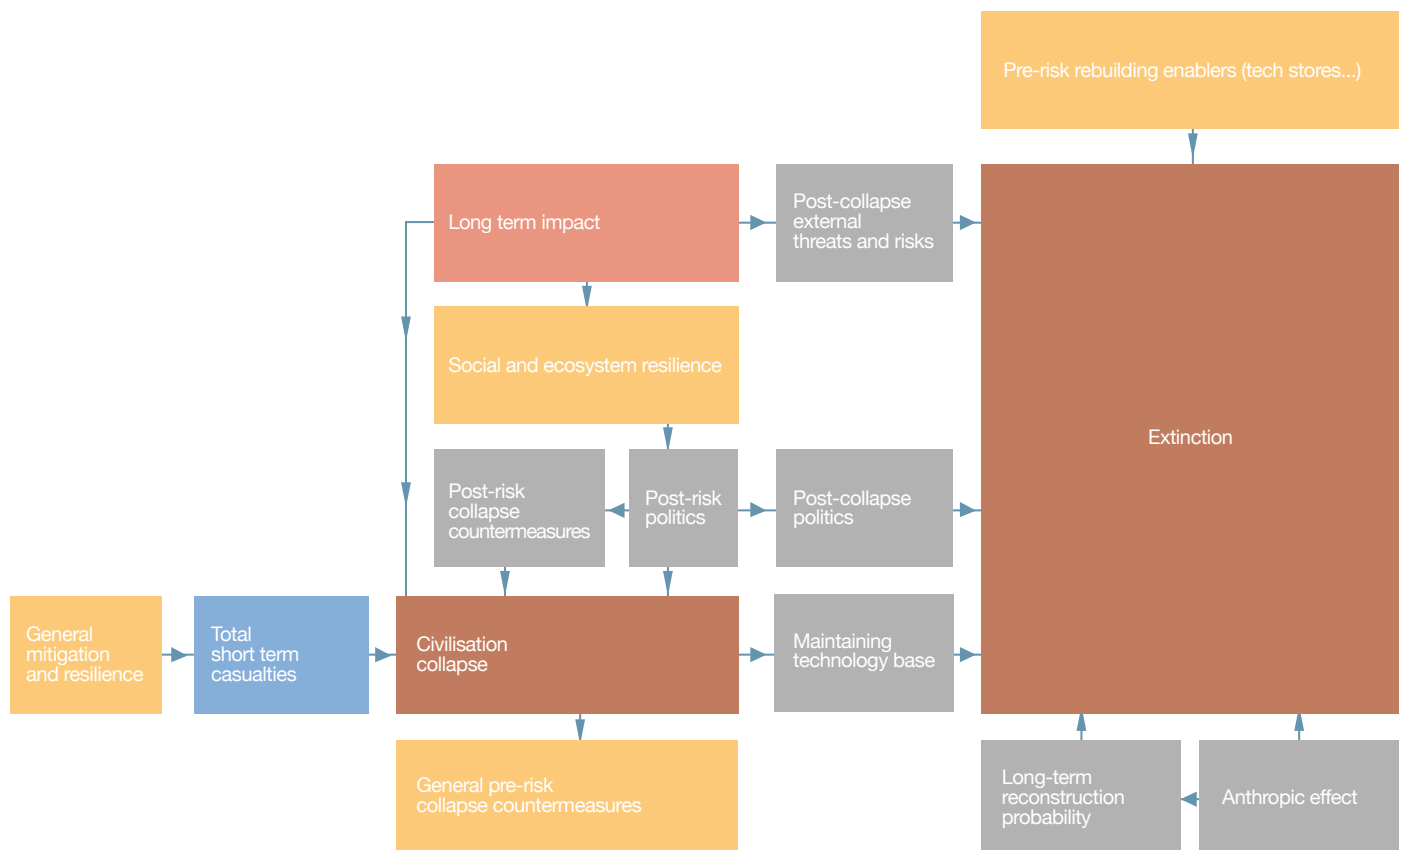 Pre-risk rebuilding enablers (tech stores...)
Long term impact
Post-collapse
external
threats and risks
Social and ecosystem resilience
Extinction
Post-risk
collapse
countermeasures
Post-risk
politics
Post-collapse
politics
General
mitigation
and resilience
Total
short term
casualties
Civilisation
collapse
Maintaining
technology base
General pre-risk
collapse countermeasures
Long-term
reconstruction
probability
Anthropic effect